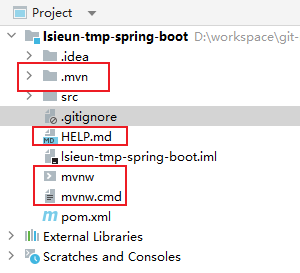 Project
lsieun-tmp-spring-boot D:\workspace\git-
.idea
.mvn
src
.gitignore
HELP.md
lsieun-tmp-spring-boot.iml
mvnw
mvnw.cmd
pom.xml
External Libraries
Scratches and Consoles